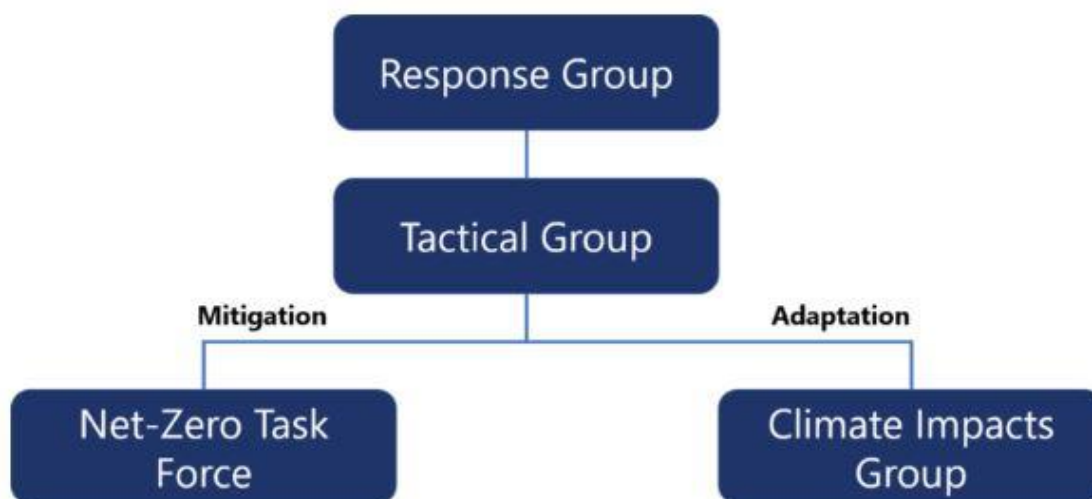 Response Group
Tactical Group
Mitigation
Adaptation
Net-Zero Task
Force
Climate Impacts
Group